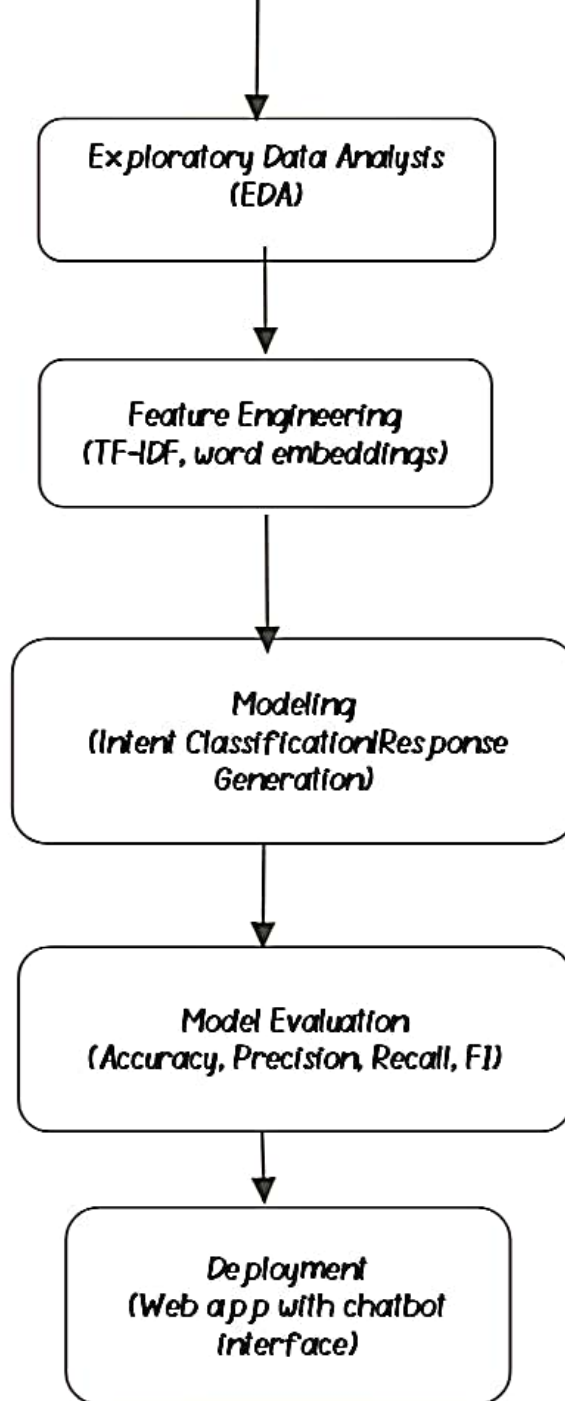 Exploratory Data Analysis
(EDA)
Feature Engineering
(TF-IDF, word embeddings)
Modeling
(Intent Classification|Response
Generation)
Model Evaluation
(Accuracy, Precision, Recall, F1)
Deployment
(Web app with chatbot
interface)